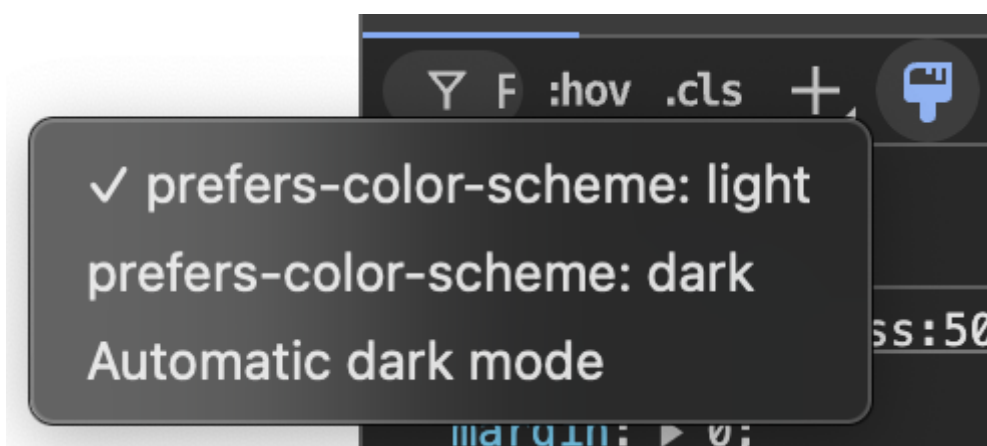 F :hov .cls
✓ prefers-color-scheme: light
prefers-color-scheme: dark
Automatic dark mode
ss:50
margin: ▶ 0;